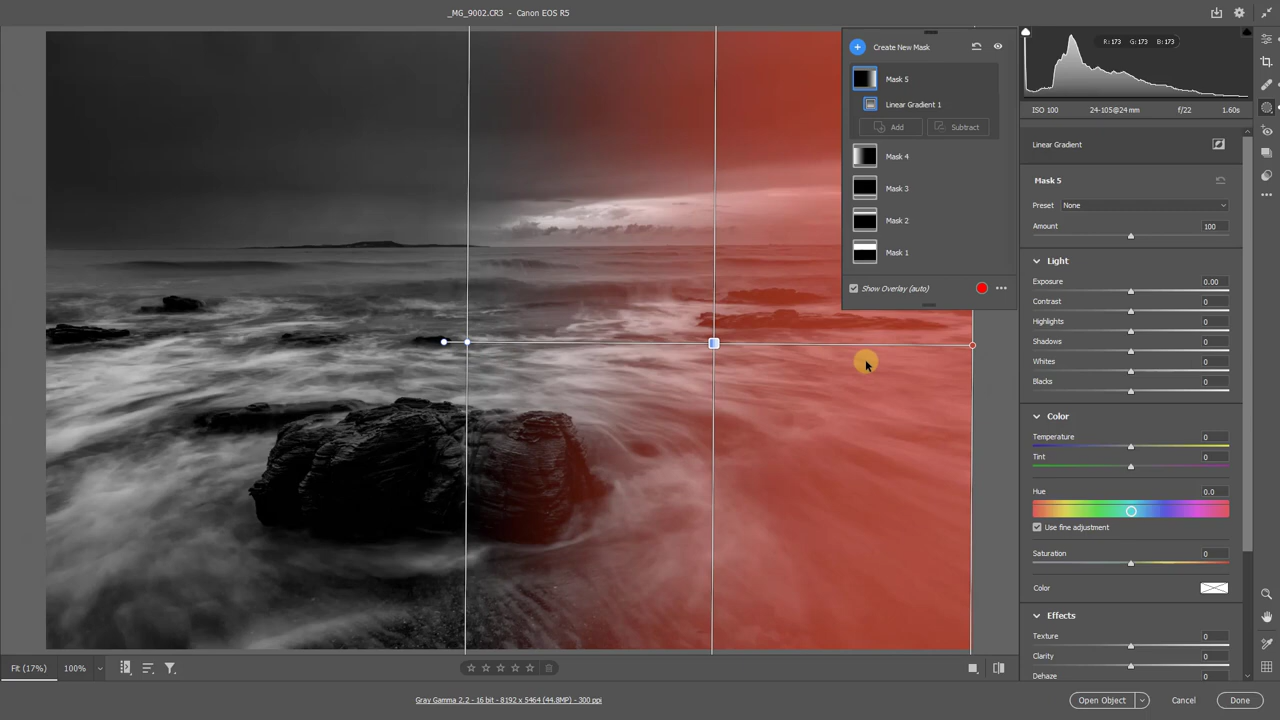 _MG_9002.CR3 - Canon EOS R5
Create New Mask
Mask 5
Linear Gradient 1
Add Subtract
Mask 4
Mask 3
Mask 2
Mask 1
Show Overlay (auto)
R: 173 G: 173 B: 173
ISO 100 24-105@24 mm f/22 1.60s
Linear Gradient
Mask 5
Preset None
Amount 100
Light
Exposure 0.00
Contrast 0
Highlights 0
Shadows 0
Whites 0
Blacks 0
Color
Temperature 0
Tint 0
Hue 0.0
Use fine adjustment
Saturation 0
Color
Effects
Texture 0
Clarity 0
Dehaze 0
Fit (17%) 100%
Gray Gamma 2.2 - 16 bit - 8192 x 5464 (44.8MP) - 300 ppi
Open Object Cancel Done